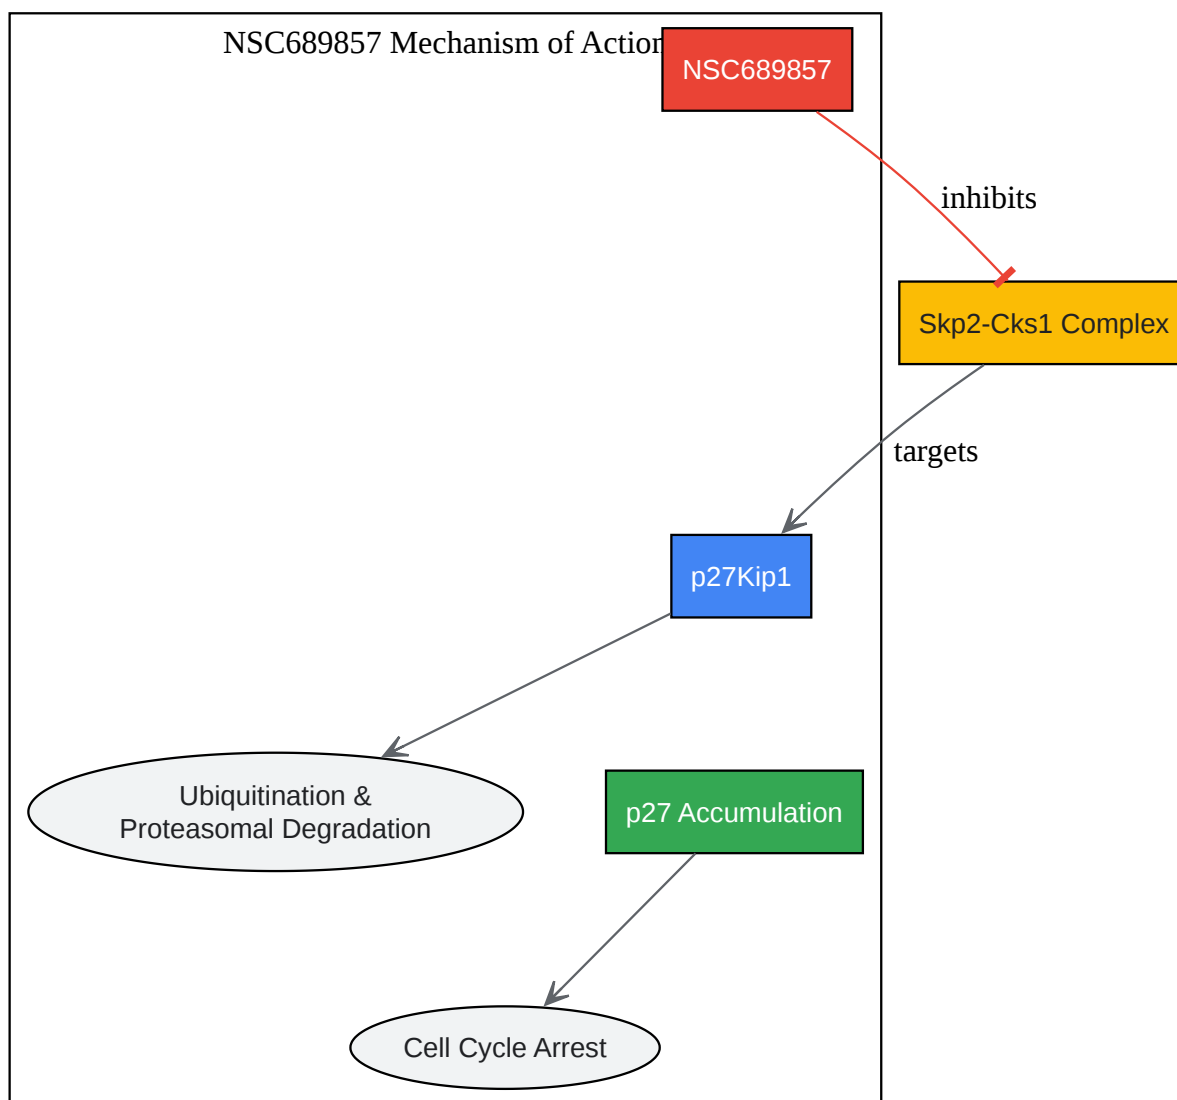 NSC689857 Mechanism of Action
NSC689857
inhibits
Skp2-Cks1 Complex
targets
p27Kip1
Ubiquitination &
Proteasomal Degradation
p27 Accumulation
Cell Cycle Arrest